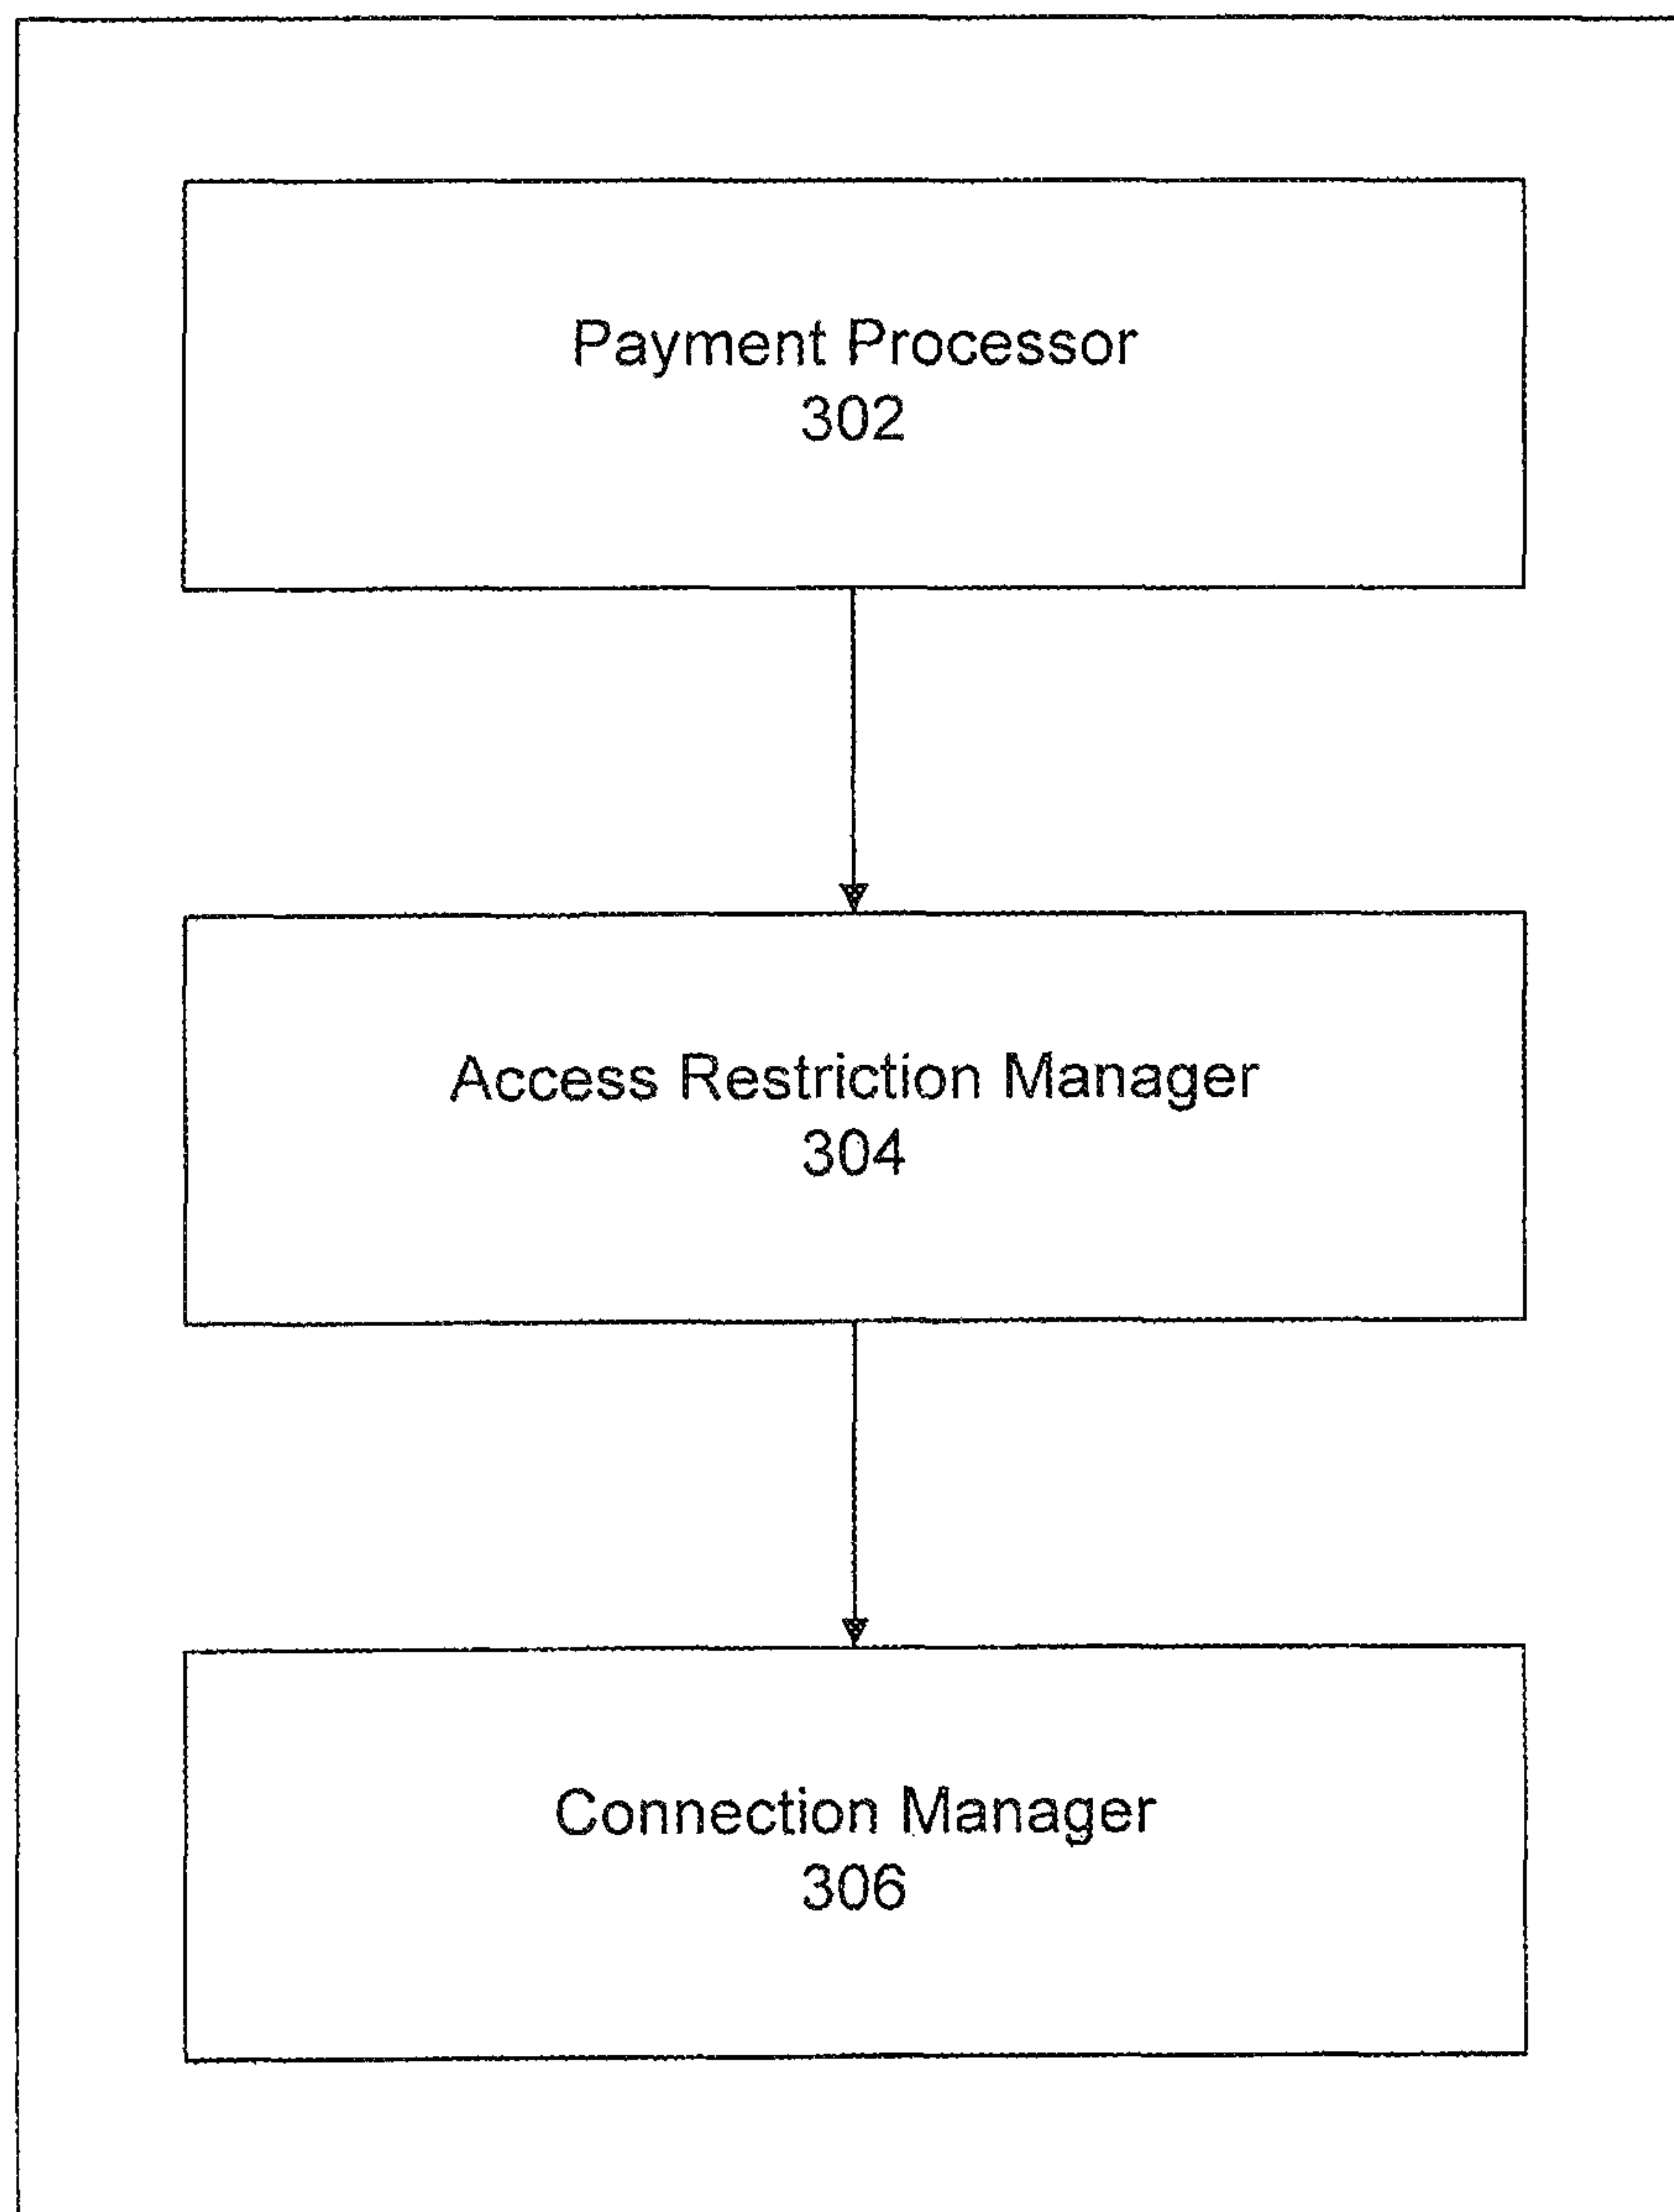 Payment Processor
302
Access Restriction Manager
304
Connection Manager
306